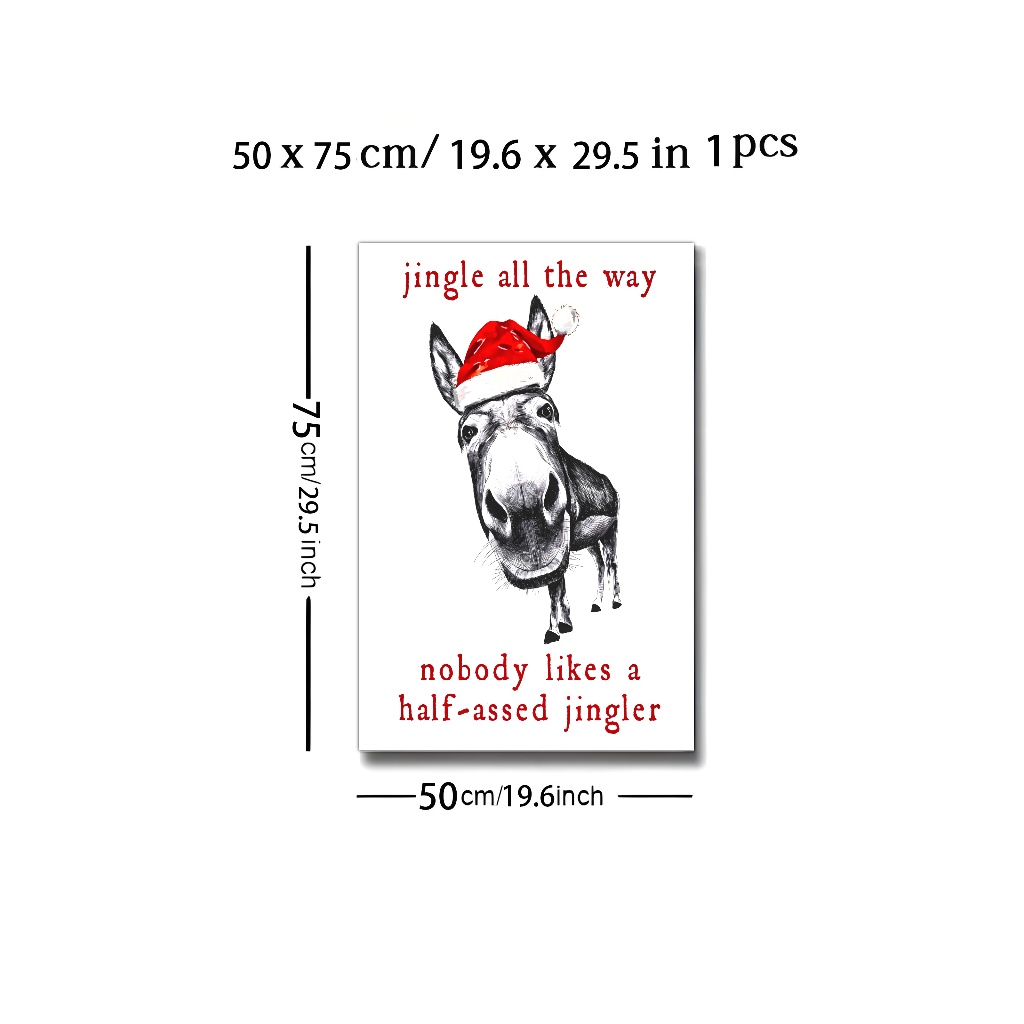 50 x 75 cm/ 19.6 x 29.5 in 1 pcs
jingle all the way
75cm/29.5inch
nobody likes a
half-assed jingler
50cm/19.6inch